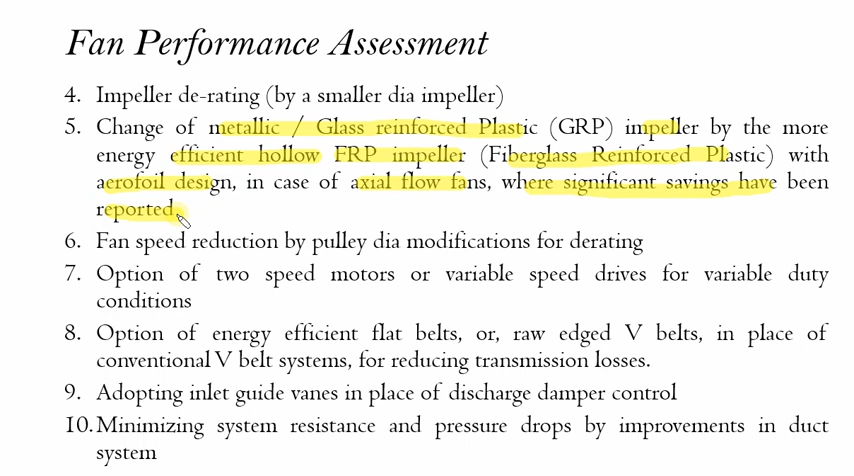 Fan Performance Assessment
4. Impeller de-rating (by a smaller dia impeller)
5. Change of metallic / Glass reinforced Plastic (GRP) impeller by the more
energy efficient hollow FRP impeller (Fiberglass Reinforced Plastic) with
aerofoil design, in case of axial flow fans, where significant savings have been
reported.
6. Fan speed reduction by pulley dia modifications for derating
7. Option of two speed motors or variable speed drives for variable duty
conditions
8. Option of energy efficient flat belts, or, raw edged V belts, in place of
conventional V belt systems, for reducing transmission losses.
9. Adopting inlet guide vanes in place of discharge damper control
10. Minimizing system resistance and pressure drops by improvements in duct
system